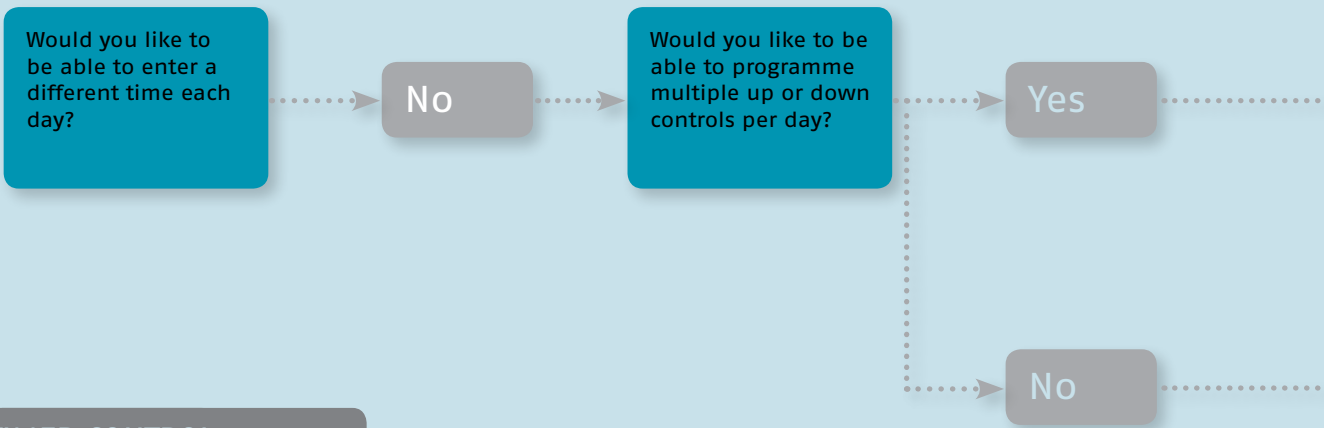 Would you like to
be able to enter a
different time each
day?
No
Would you like to be
able to programme
multiple up or down
controls per day?
Yes
No